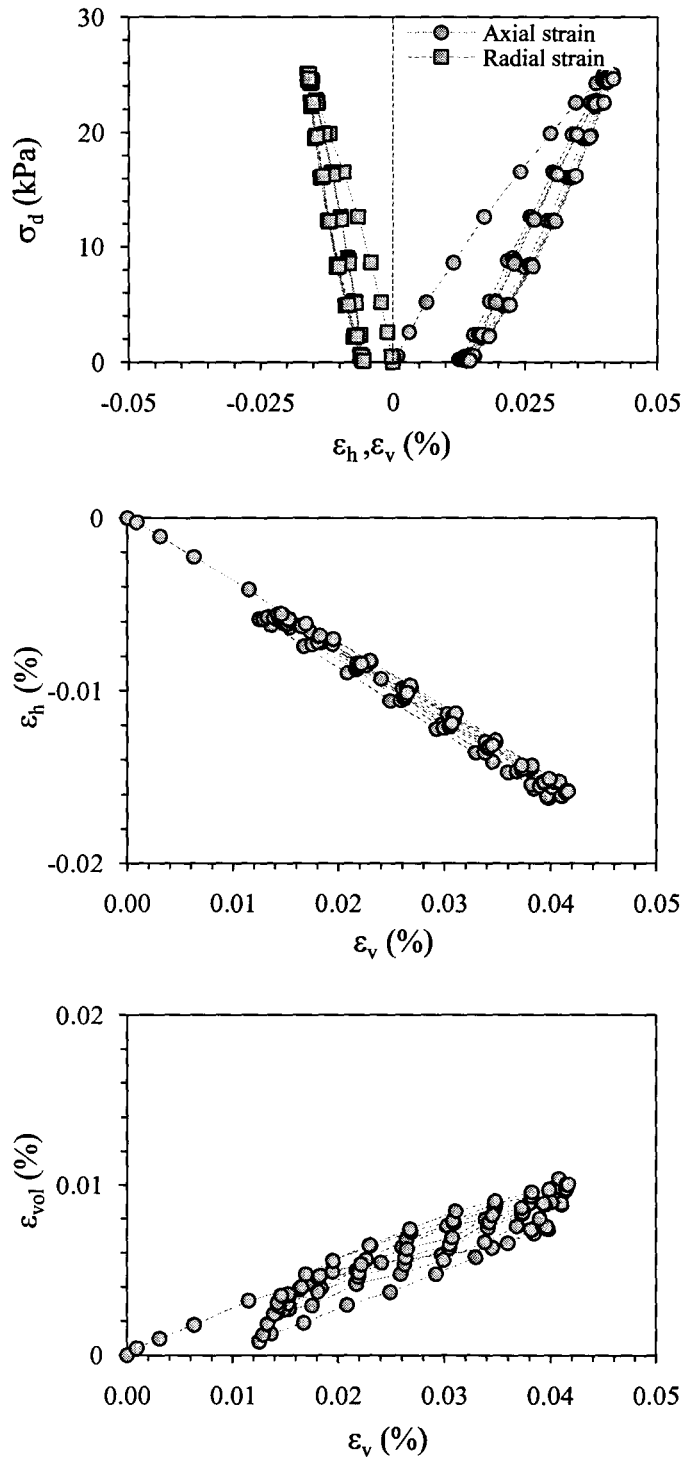 Axial strain
Radial strain
30
20
10
0
σd (kPa)
-0.05 -0.025 0 0.025 0.05
εh ,εv (%)
0
-0.01
-0.02
εh (%)
0.00 0.01 0.02 0.03 0.04 0.05
εv (%)
0.02
0.01
0
εvol (%)
0.00 0.01 0.02 0.03 0.04 0.05
εv (%)